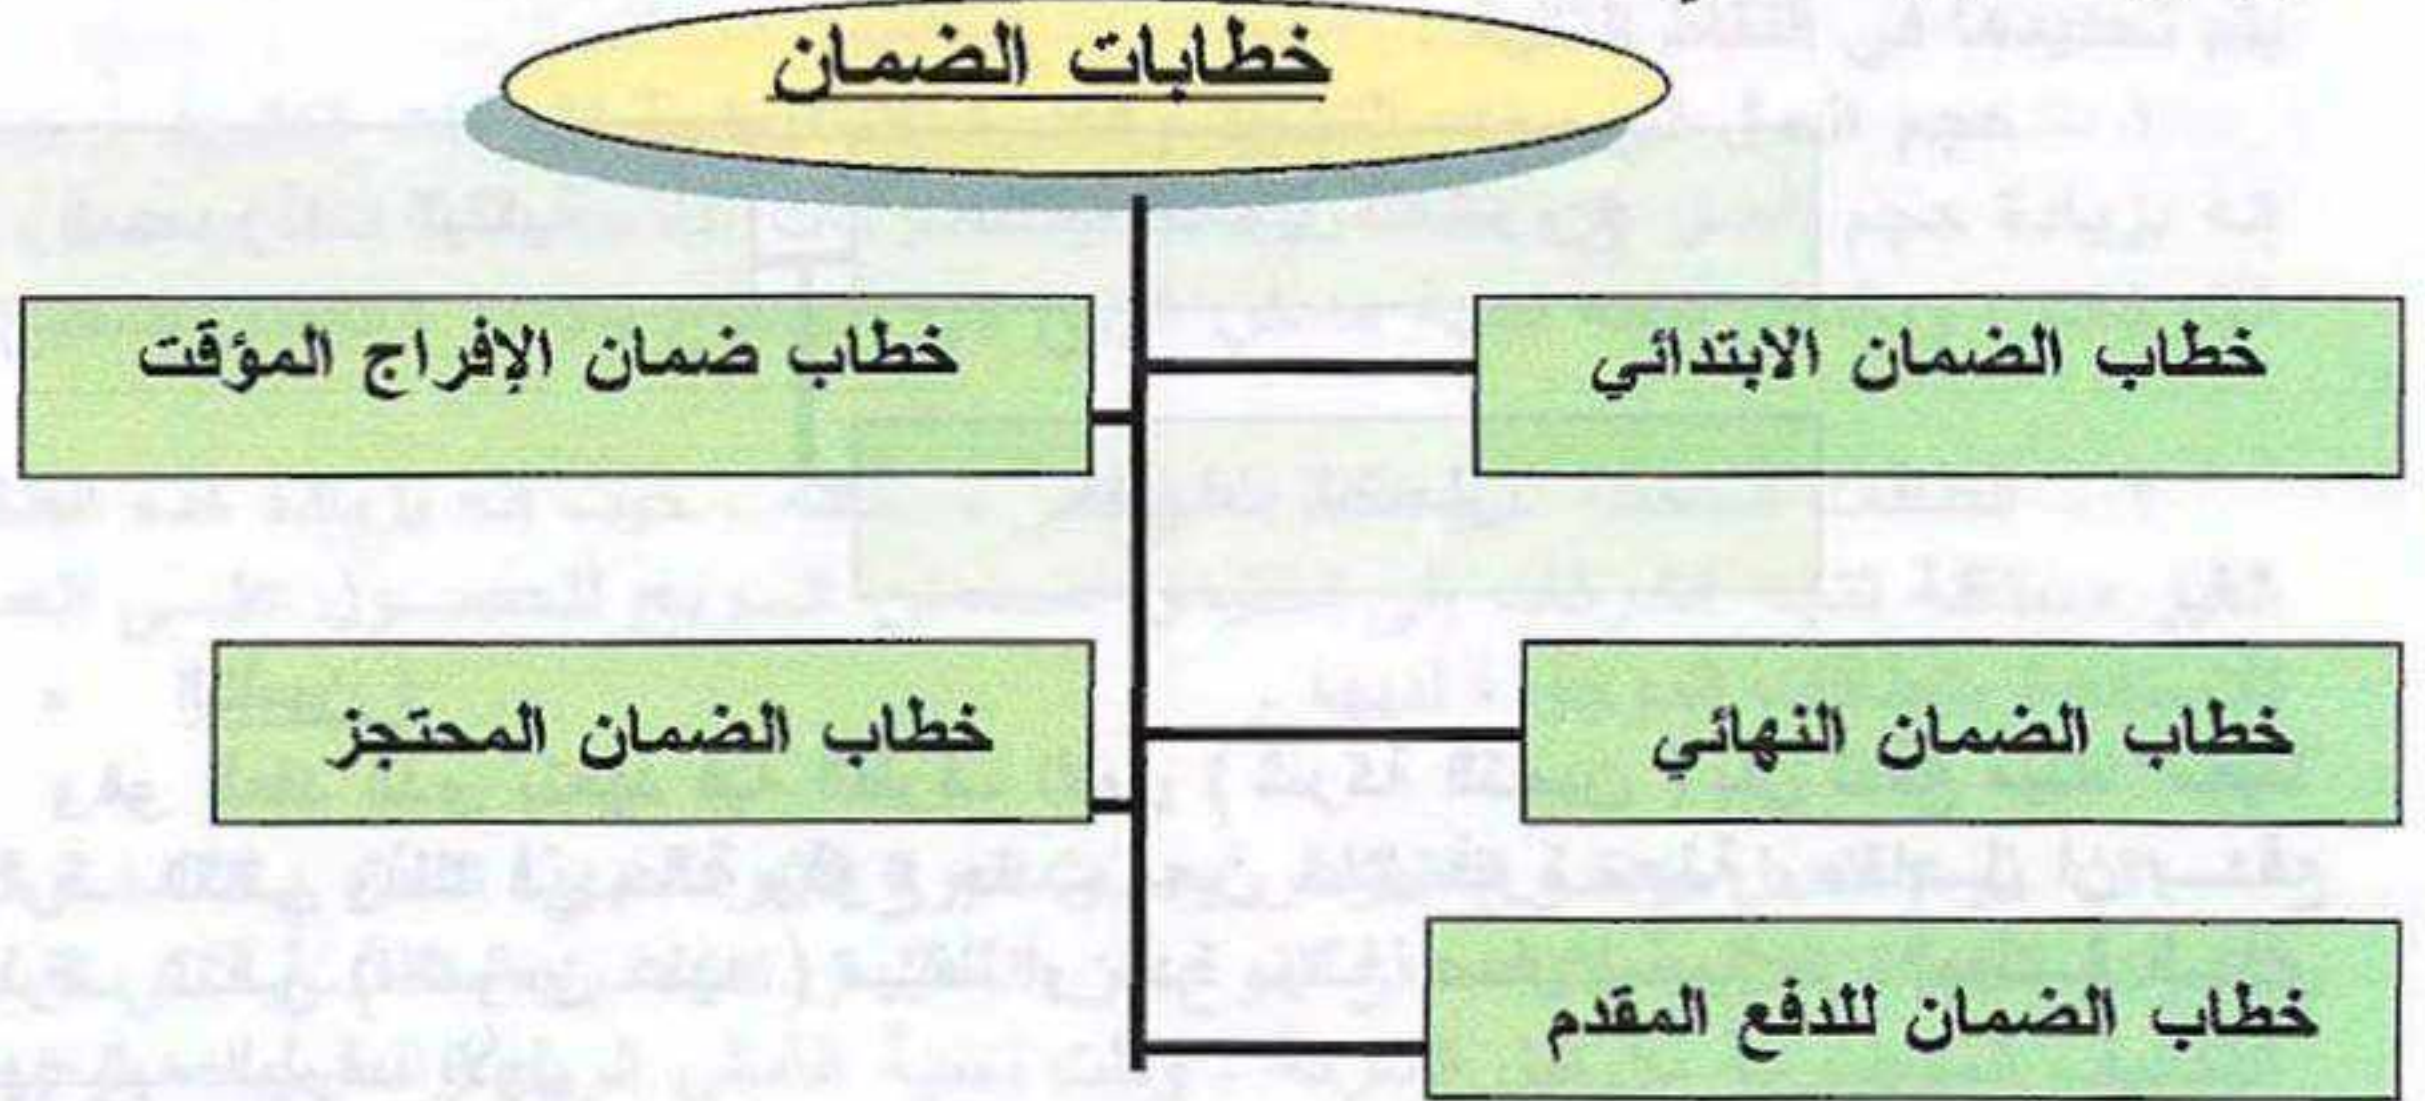 خطابات الضمان
خطاب الضمان الابتدائي
خطاب ضمان الإفراج المؤقت
خطاب الضمان النهائي
خطاب الضمان المحتجز
خطاب الضمان للدفع المقدم